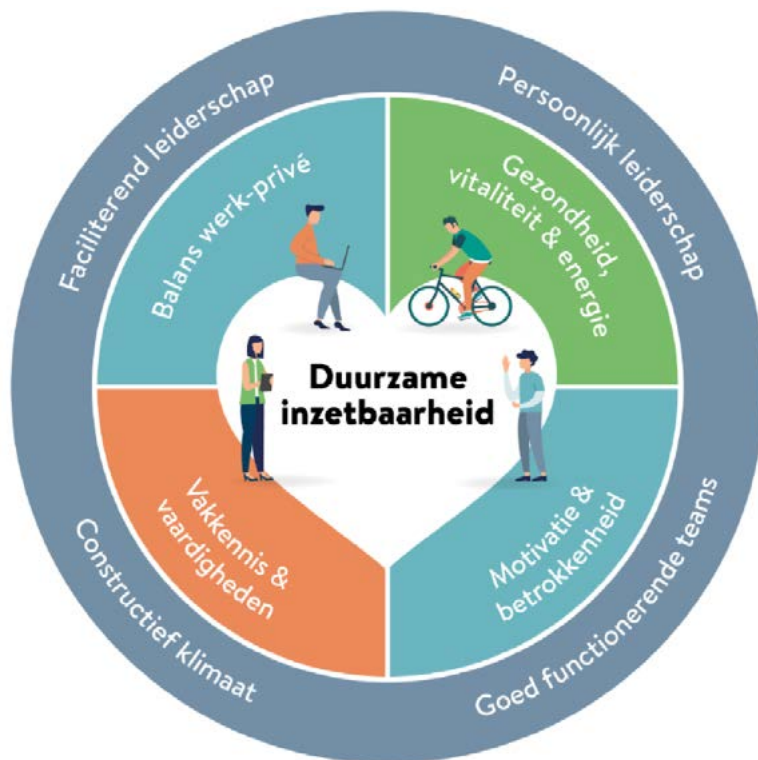 Faciliterend leiderschap
Persoonlijk leiderschap
Balans werk-privé
Gezondheid,
vitaliteit & energie
Duurzame
inzetbaarheid
Vakkennis &
vaardigheden
Motivatie &
betrokkenheid
Constructief klimaat
Goed functionerende teams